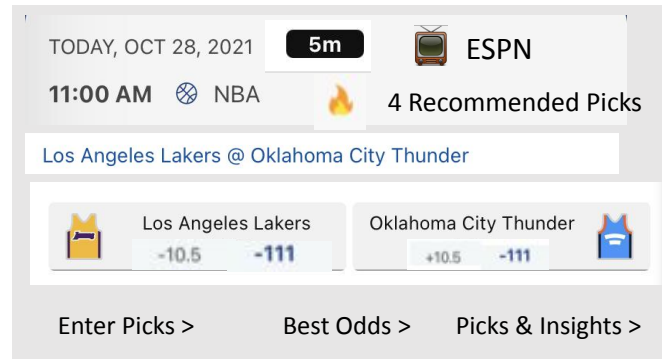 TODAY, OCT 28, 2021 5m ESPN
11:00 AM NBA 4 Recommended Picks
Los Angeles Lakers @ Oklahoma City Thunder
Los Angeles Lakers Oklahoma City Thunder
-10.5 -111 +10.5 -111
Enter Picks > Best Odds > Picks & Insights >